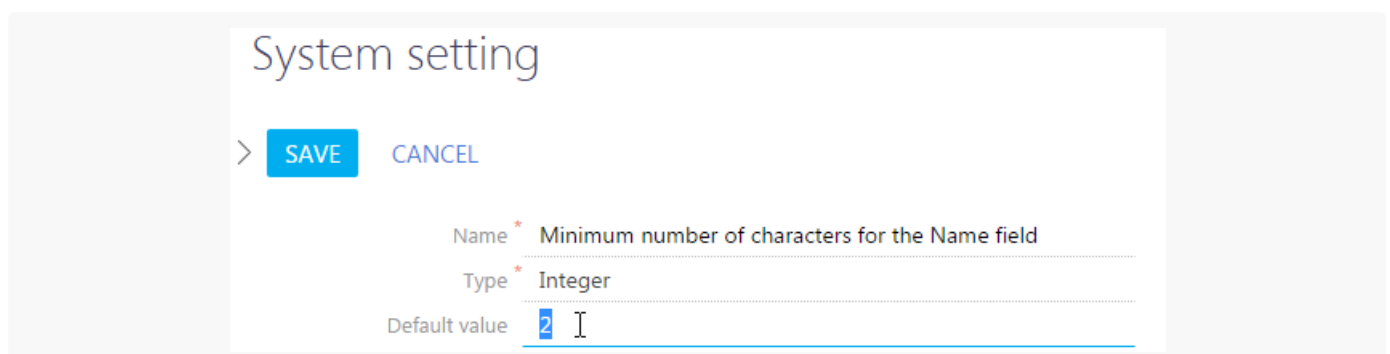 System setting
SAVE CANCEL
Name * Minimum number of characters for the Name field
Type * Integer
Default value 2